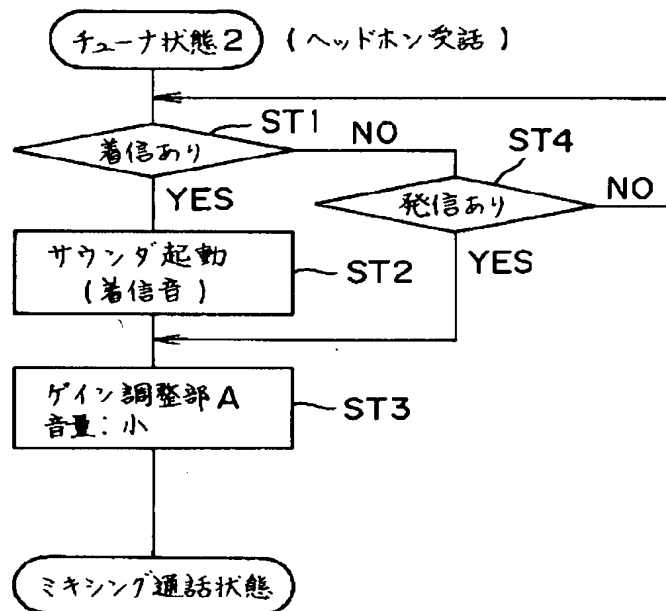 チューナ状態2 (ヘッドホン受話)
ST1
着信あり
NO
ST4
発信あり
NO
YES
YES
サウンダ起動
(着信音)
ST2
ゲイン調整部A
音量:小
ST3
ミキシング通話状態